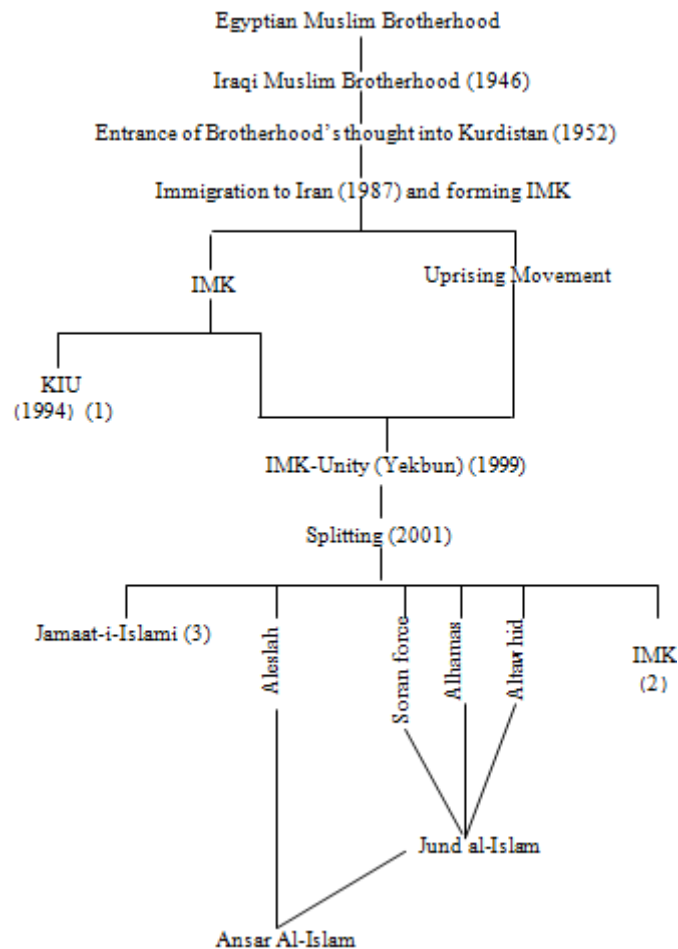 Egyptian Muslim Brotherhood
Iraqi Muslim Brotherhood (1946)
Entrance of Brotherhood's thought into Kurdistan (1952)
Immigration to Iran (1987) and forming IMK
IMK
Uprising Movement
KIU
(1994) (1)
IMK-Unity (Yekbun) (1999)
Splitting (2001)
Jamaat-i-Islami (3)
Aleslah
Soran force
Alhamas
Altawhid
IMK
(2)
Jund al-Islam
Ansar Al-Islam